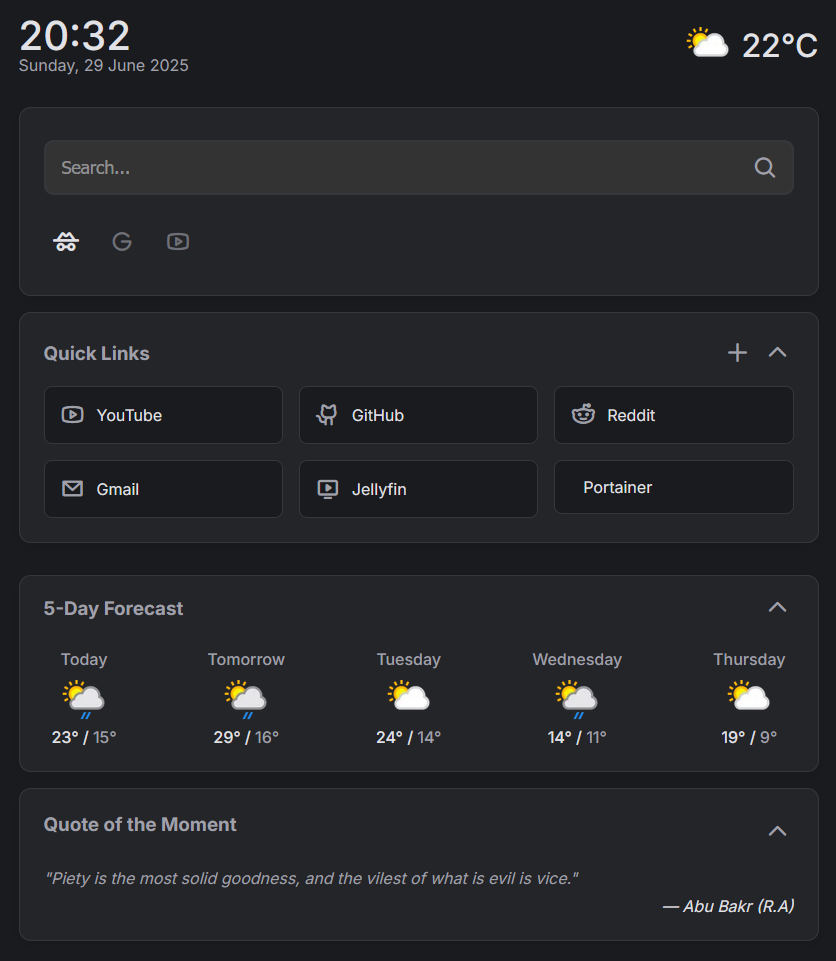 20:32
22°C
Sunday, 29 June 2025
Search...
Quick Links
YouTube
GitHub
Reddit
Gmail
Jellyfin
Portainer
5-Day Forecast
Today
Tomorrow
Tuesday
Wednesday
Thursday
23° / 15°
29° / 16°
24° / 14°
14° / 11°
19° / 9°
Quote of the Moment
"Piety is the most solid goodness, and the vilest of what is evil is vice."
— Abu Bakr (R.A)